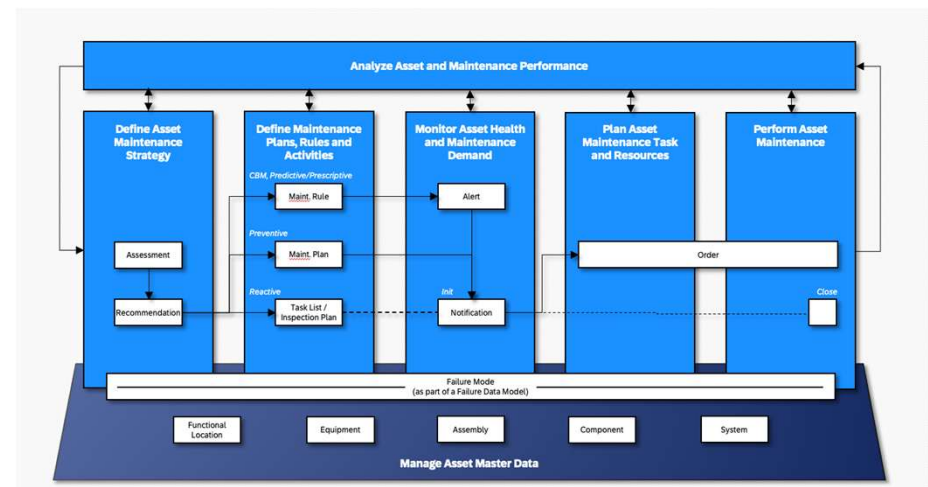 Analyze Asset and Maintenance Performance
Define Asset
Maintenance
Strategy
Define Maintenance
Plans, Rules and
Activities
Monitor Asset Health
and Maintenance
Demand
Plan Asset
Maintenance Task
and Resources
Perform Asset
Maintenance
CBM, Predictive/Prescriptive
Maint. Rule
Alert
Preventive
Assessment
Maint. Plan
Order
Reactive
Init
Close
Recommendation
Task List /
Inspection Plan
Notification
Failure Mode
(as part of a Failure Data Model)
Functional
Location
Equipment
Assembly
Component
System
Manage Asset Master Data